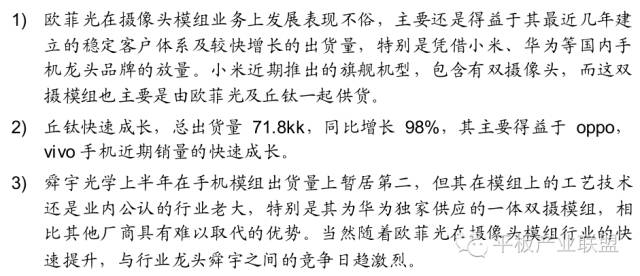 1) 欧菲光在摄像头模组业务上发展表现不俗，主要还是得益于其最近几年建
立的稳定客户体系及较快增长的出货量，特别是凭借小米、华为等国内手
机龙头品牌的放量。小米近期推出的旗舰机型，包含有双摄像头，而这双
摄模组也主要是由欧菲光及丘钛一起供货。
2) 丘钛快速成长，总出货量 71.8kk，同比增长 98%，其主要得益于 oppo，
vivo 手机近期销量的快速成长。
3) 舜宇光学上半年在手机模组出货量上暂居第二，但其在模组上的工艺技术
还是业内公认的行业老大，特别是其为华为独家供应的一体双摄模组，相
比其他厂商具有难以取代的优势。当然随着欧菲光在摄像头模组行业的快
速提升，与行业龙头舜宇之间的竞争日趋激烈。
平板产业联盟